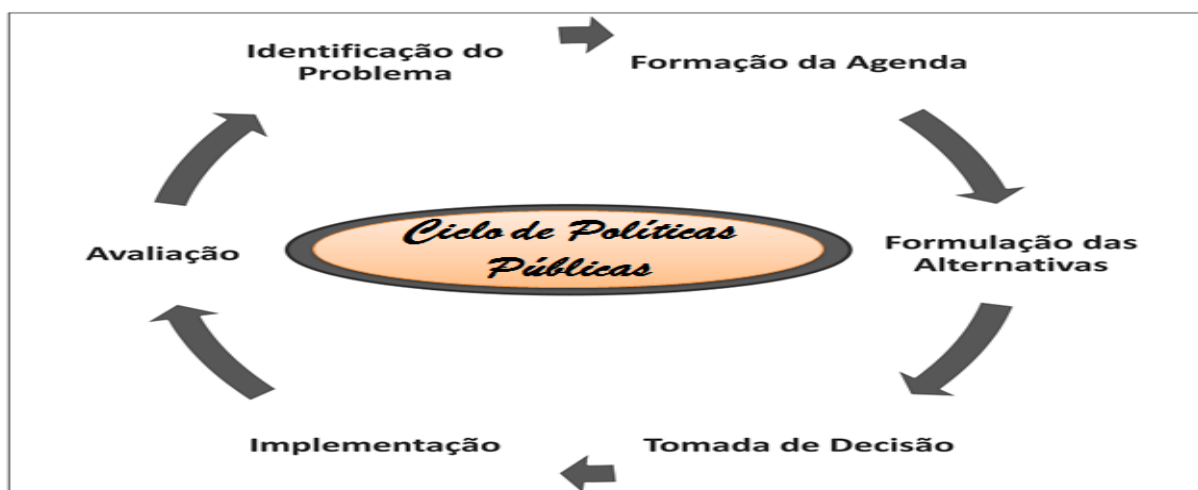 Identificação do
Problema
Formação da Agenda
Avaliação
Ciclo de Políticas
Públicas
Formulação das
Alternativas
Implementação
Tomada de Decisão